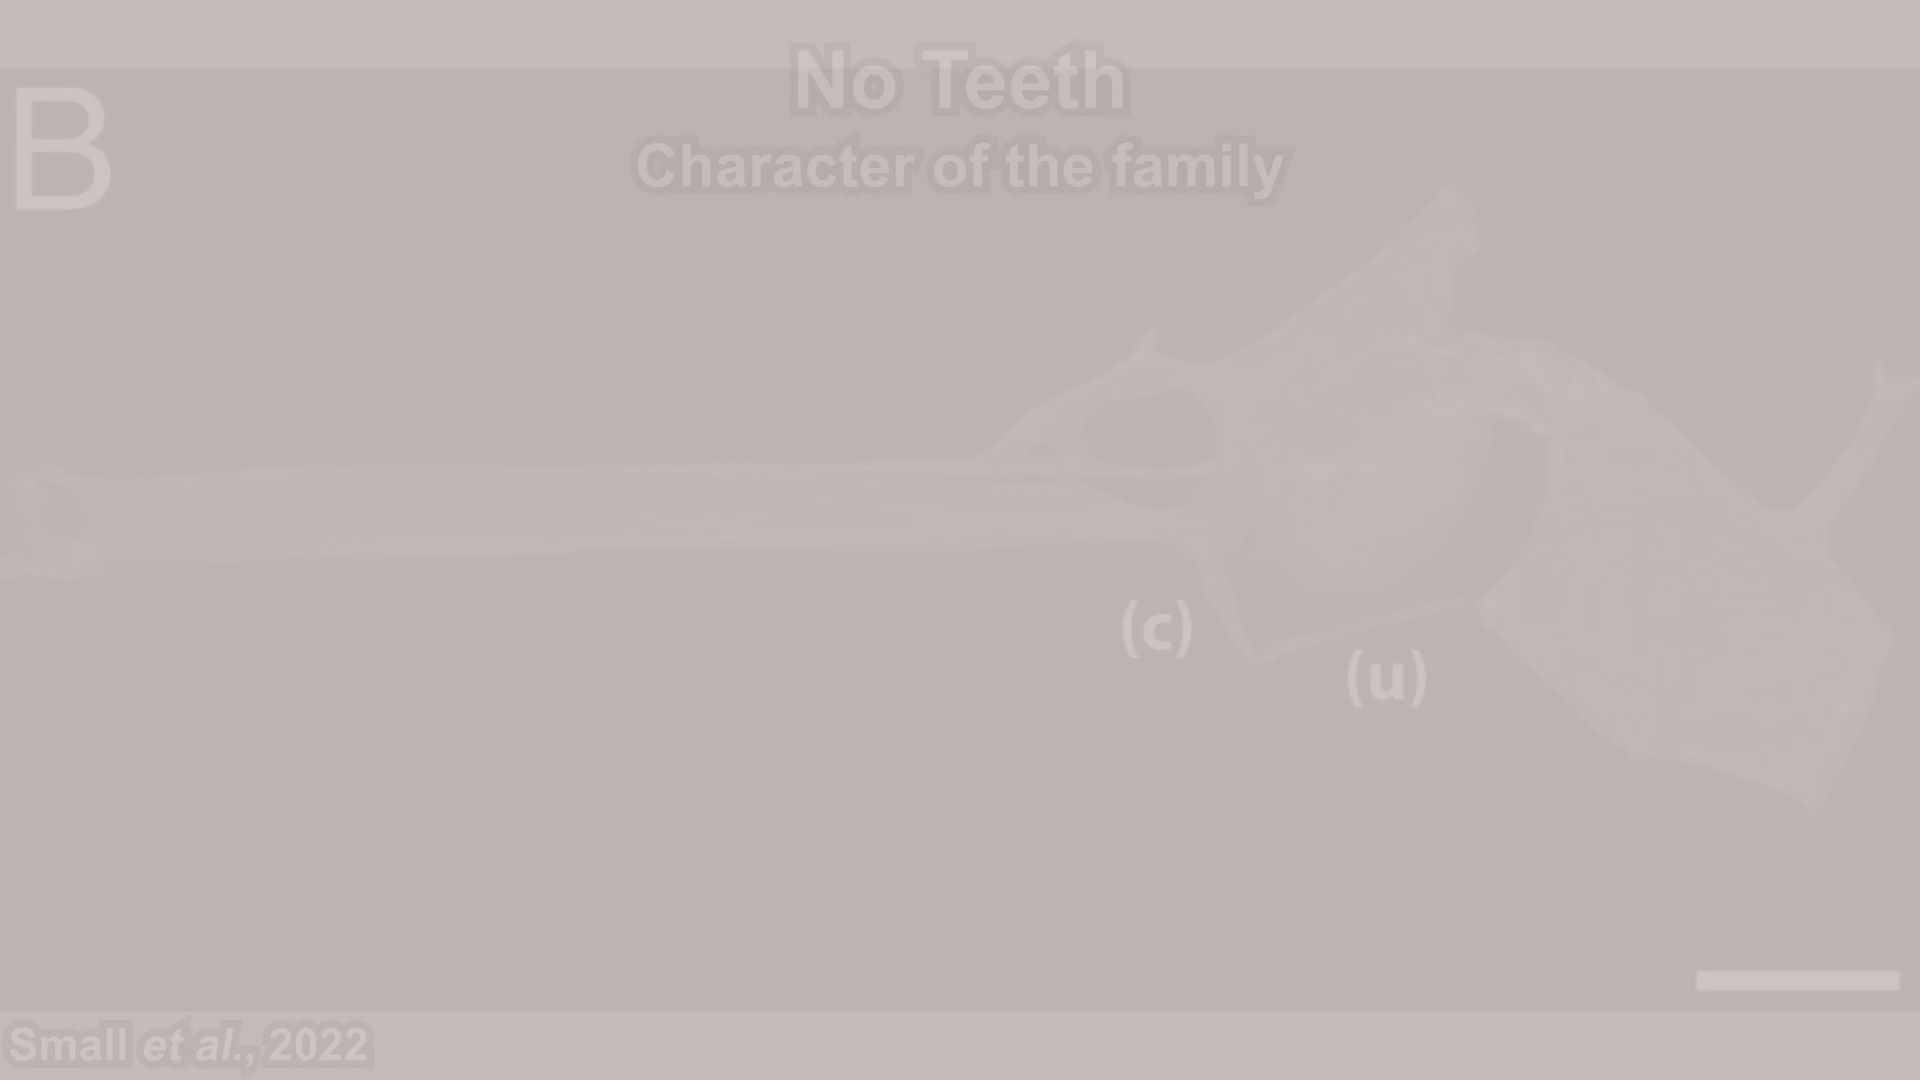 No Teeth
B
Character of the family
(c)
(u)
Small et al., 2022